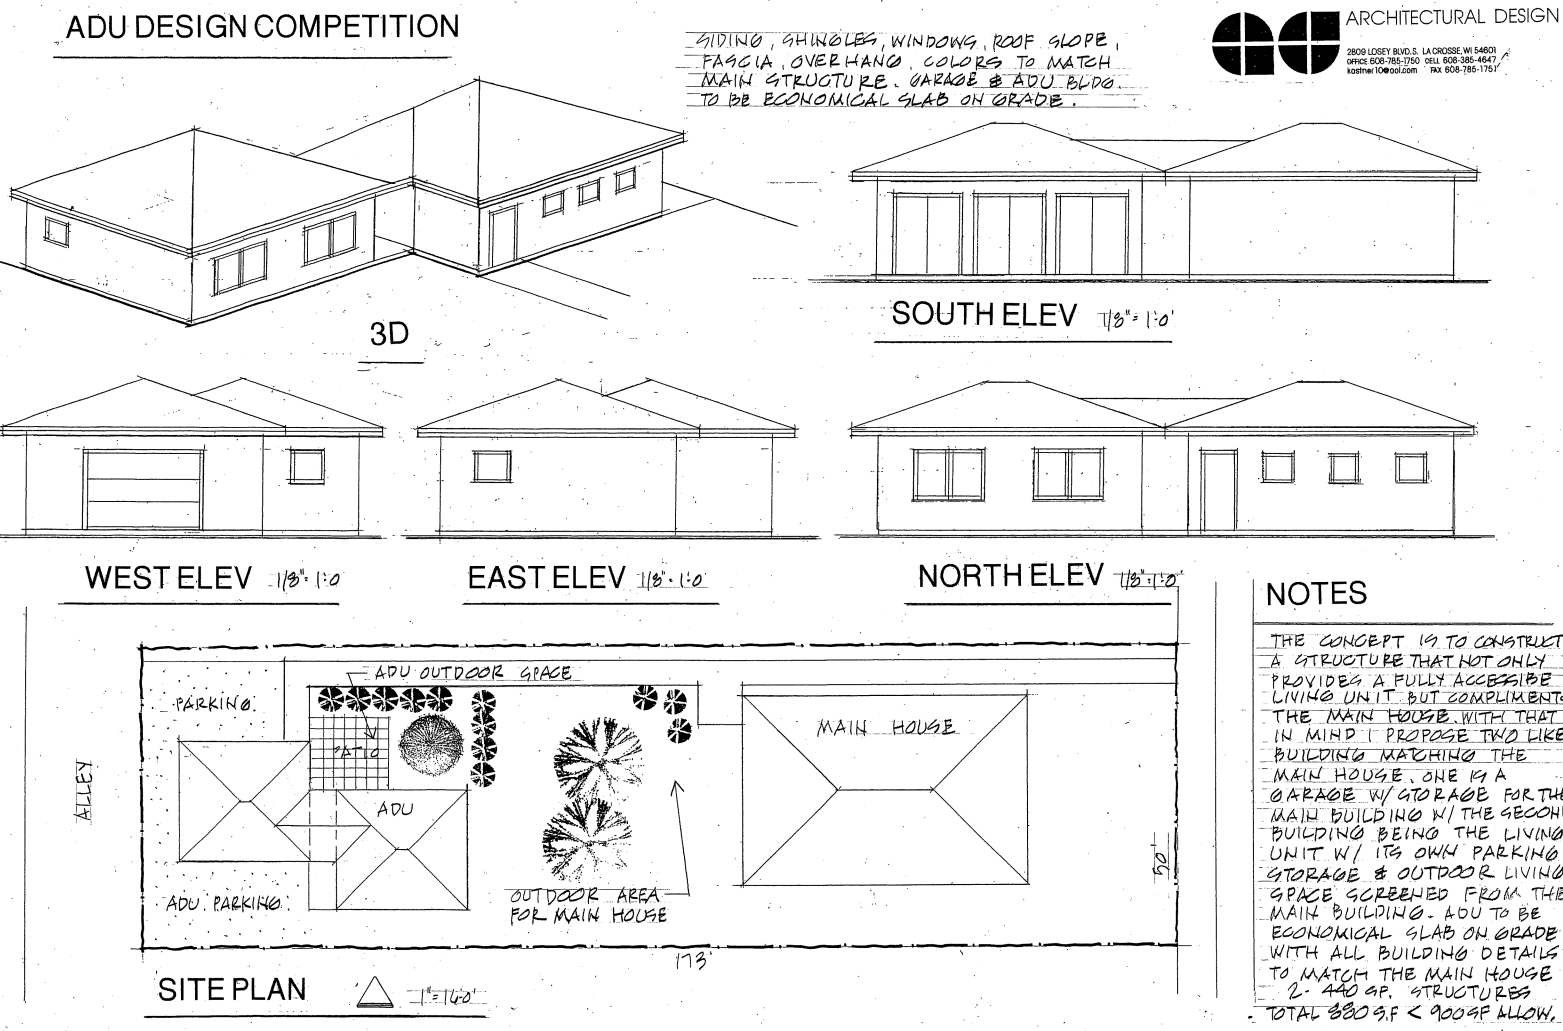 ADU DESIGN COMPETITION
SIDING, SHINGLES, WINDOWS, ROOF SLOPE,
FASCIA, OVERHANG, COLORS TO MATCH
MAIN STRUCTURE. GARAGE & ADU BLDG.
TO BE ECONOMICAL SLAB ON GRADE.
ARCHITECTURAL DESIGN
2809 LOSEY BLVD.S. LA CROSSE, WI 54601
OFFICE 608-785-1750 CELL 608-385-4647
kastner10@aol.com FAX 608-785-1751
3D
SOUTH ELEV 1/8"=1'-0"
WEST ELEV 1/8"=1'-0
EAST ELEV 1/8"=1'-0
NORTH ELEV 1/8"=1'-0"
ADU OUTDOOR SPACE
PARKING.
PATIO
MAIN HOUSE
ALLEY
ADU
50'
ADU. PARKING.
OUTDOOR AREA
FOR MAIN HOUSE
173'
SITE PLAN
NOTES
THE CONCEPT IS TO CONSTRUCT
A STRUCTURE THAT NOT ONLY
PROVIDES A FULLY ACCESSIBE
LIVING UNIT BUT COMPLIMENTS
THE MAIN HOUSE. WITH THAT
IN MIND I PROPOSE TWO LIKE
BUILDING MATCHING THE
MAIN HOUSE. ONE IS A
GARAGE W/ STORAGE FOR THE
MAIN BUILDING W/ THE SECOND
BUILDING BEING THE LIVING
UNIT W/ ITS OWN PARKING
STORAGE & OUTDOOR LIVING
SPACE SCREENED FROM THE
MAIN BUILDING. ADU TO BE
ECONOMICAL SLAB ON GRADE
WITH ALL BUILDING DETAILS
TO MATCH THE MAIN HOUSE
2- 440 SF. STRUCTURES
TOTAL 880 S.F < 900 SF ALLOW.